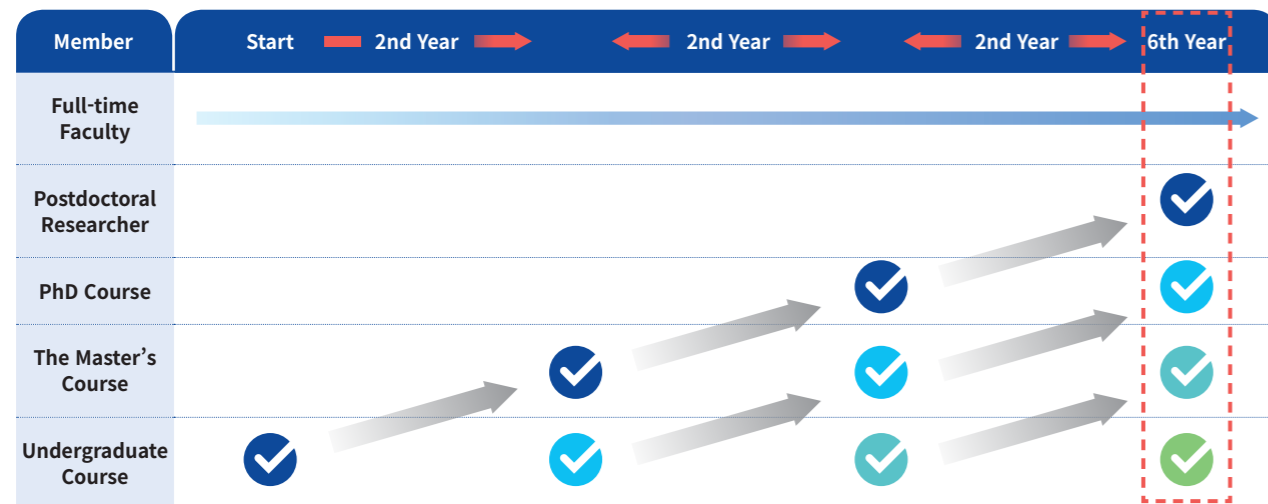 Member Start 2nd Year 2nd Year 2nd Year 6th Year
Full-time
Faculty
Postdoctoral
Researcher
PhD Course
The Master’s
Course
Undergraduate
Course